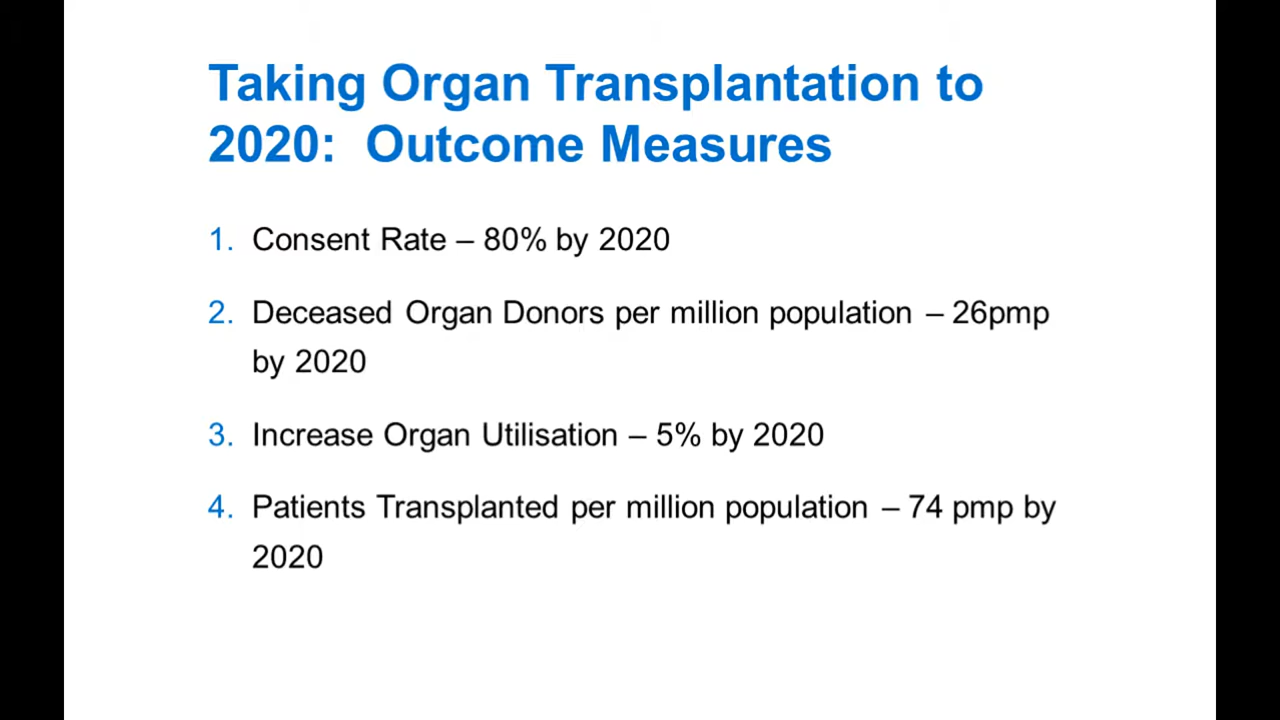 Taking Organ Transplantation to
2020: Outcome Measures
1. Consent Rate – 80% by 2020
2. Deceased Organ Donors per million population – 26pmp
by 2020
3. Increase Organ Utilisation – 5% by 2020
4. Patients Transplanted per million population – 74 pmp by
2020